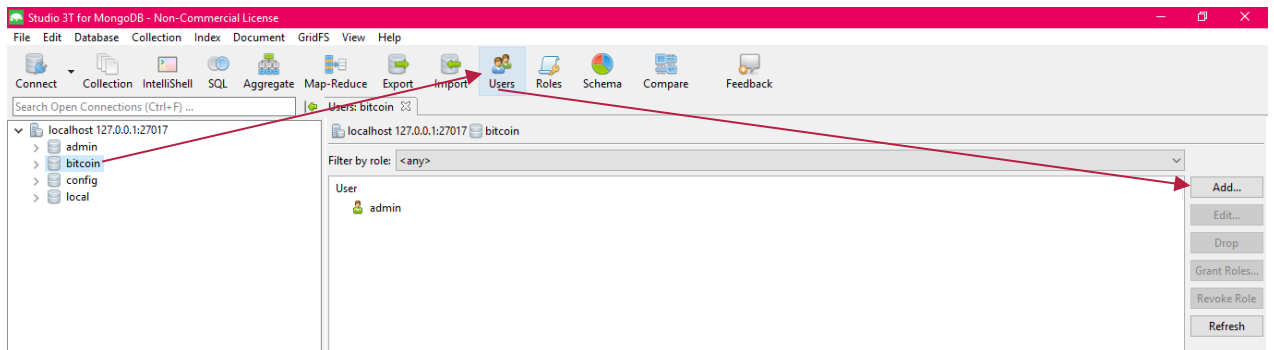 Studio 3T for MongoDB - Non-Commercial License
File Edit Database Collection Index Document GridFS View Help
Connect Collection IntelliShell SQL Aggregate Map-Reduce Export Import Users Roles Schema Compare Feedback
Search Open Connections (Ctrl+F) ...
Users: bitcoin
localhost 127.0.0.1:27017
admin
bitcoin
config
local
localhost 127.0.0.1:27017 bitcoin
Filter by role: <any>
User
admin
Add...
Edit...
Drop
Grant Roles...
Revoke Role
Refresh